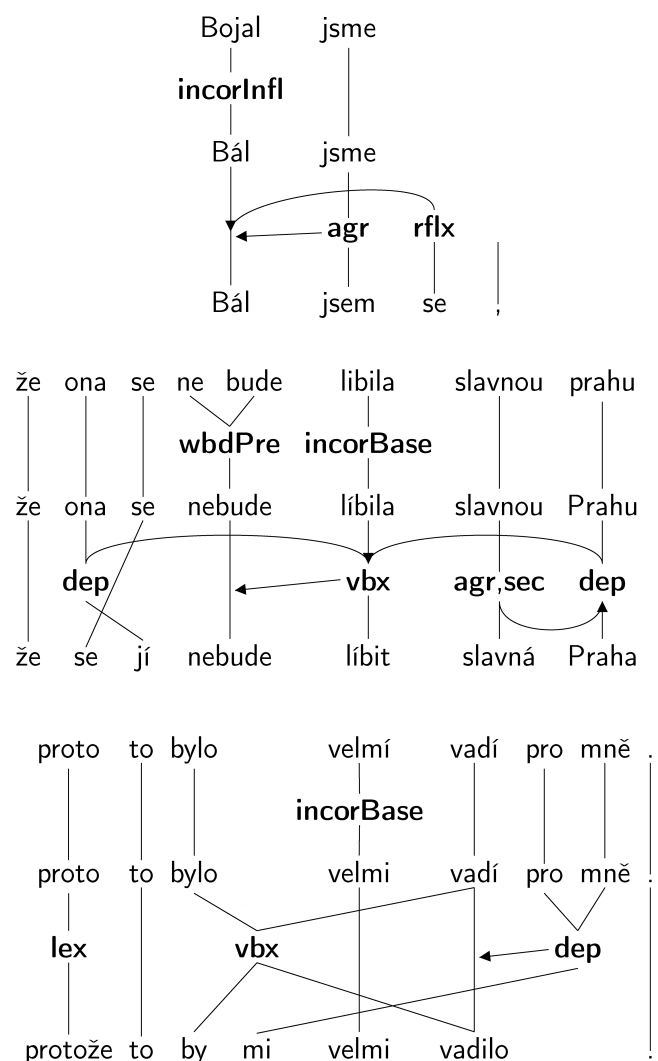 Bojal jsme
incorInfl
Bál jsme
agr rflx
Bál jsem se ,
že ona se ne bude libila slavnou prahu
wbdPre incorBase
že ona se nebude líbila slavnou Prahu
dep vbx agr,sec dep
že se jí nebude líbit slavná Praha
proto to bylo velmí vadí pro mně .
incorBase
proto to bylo velmi vadí pro mně .
lex vbx dep
protože to by mi velmi vadilo .